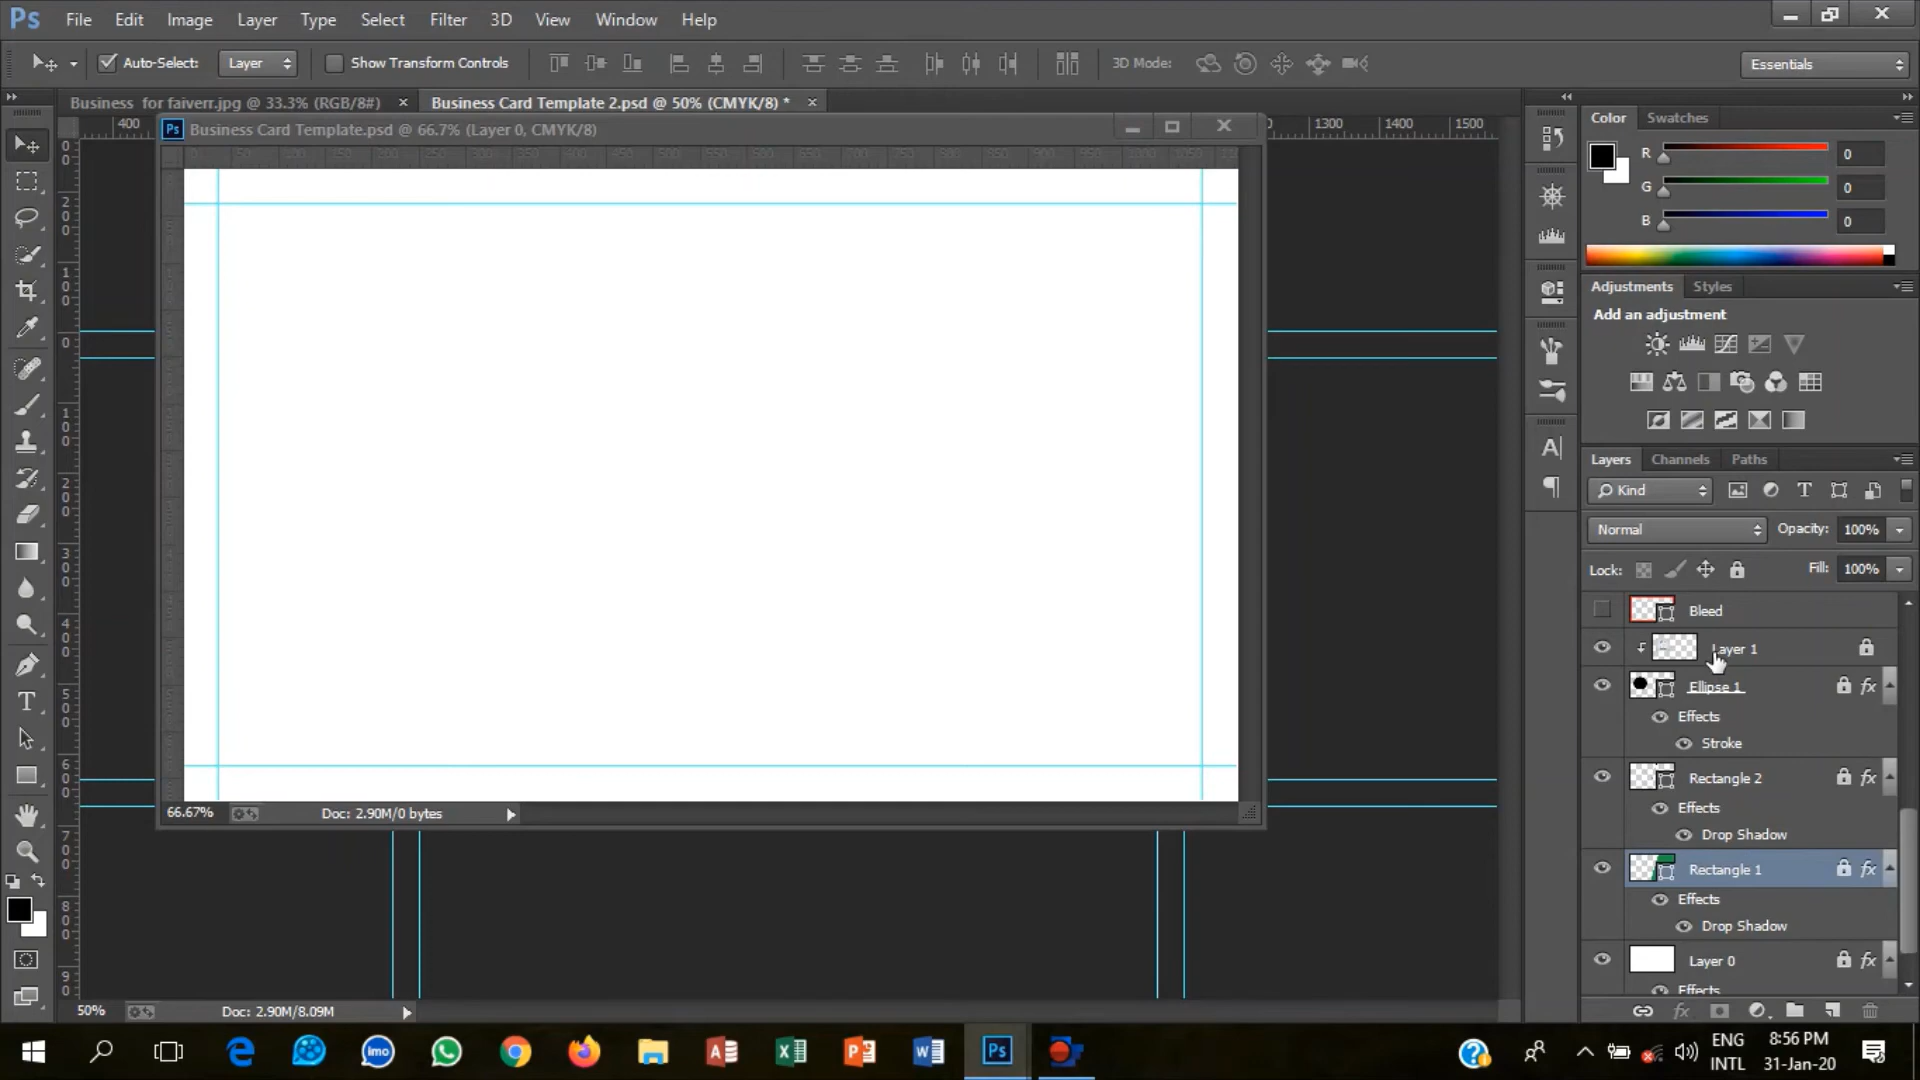 Ps File Edit Image Layer Type Select Filter 3D View Window Help
Auto-Select: Layer Show Transform Controls 3D Mode: Essentials
Business for faiverr.jpg @ 33.3% (RGB/8#) × Business Card Template 2.psd @ 50% (CMYK/8) * ×
400 1300 1400 1500
Ps Business Card Template.psd @ 66.7% (Layer 0, CMYK/8)
66.67% Doc: 2.90M/0 bytes
50% Doc: 2.90M/8.09M
Color Swatches
R 0
G 0
B 0
Adjustments Styles
Add an adjustment
Layers Channels Paths
Kind
Normal Opacity: 100%
Lock: Fill: 100%
Bleed
Layer 1
Ellipse 1
Effects
Stroke
Rectangle 2
Effects
Drop Shadow
Rectangle 1
Effects
Drop Shadow
Layer 0
Effects
ENG 8:56 PM
INTL 31-Jan-20